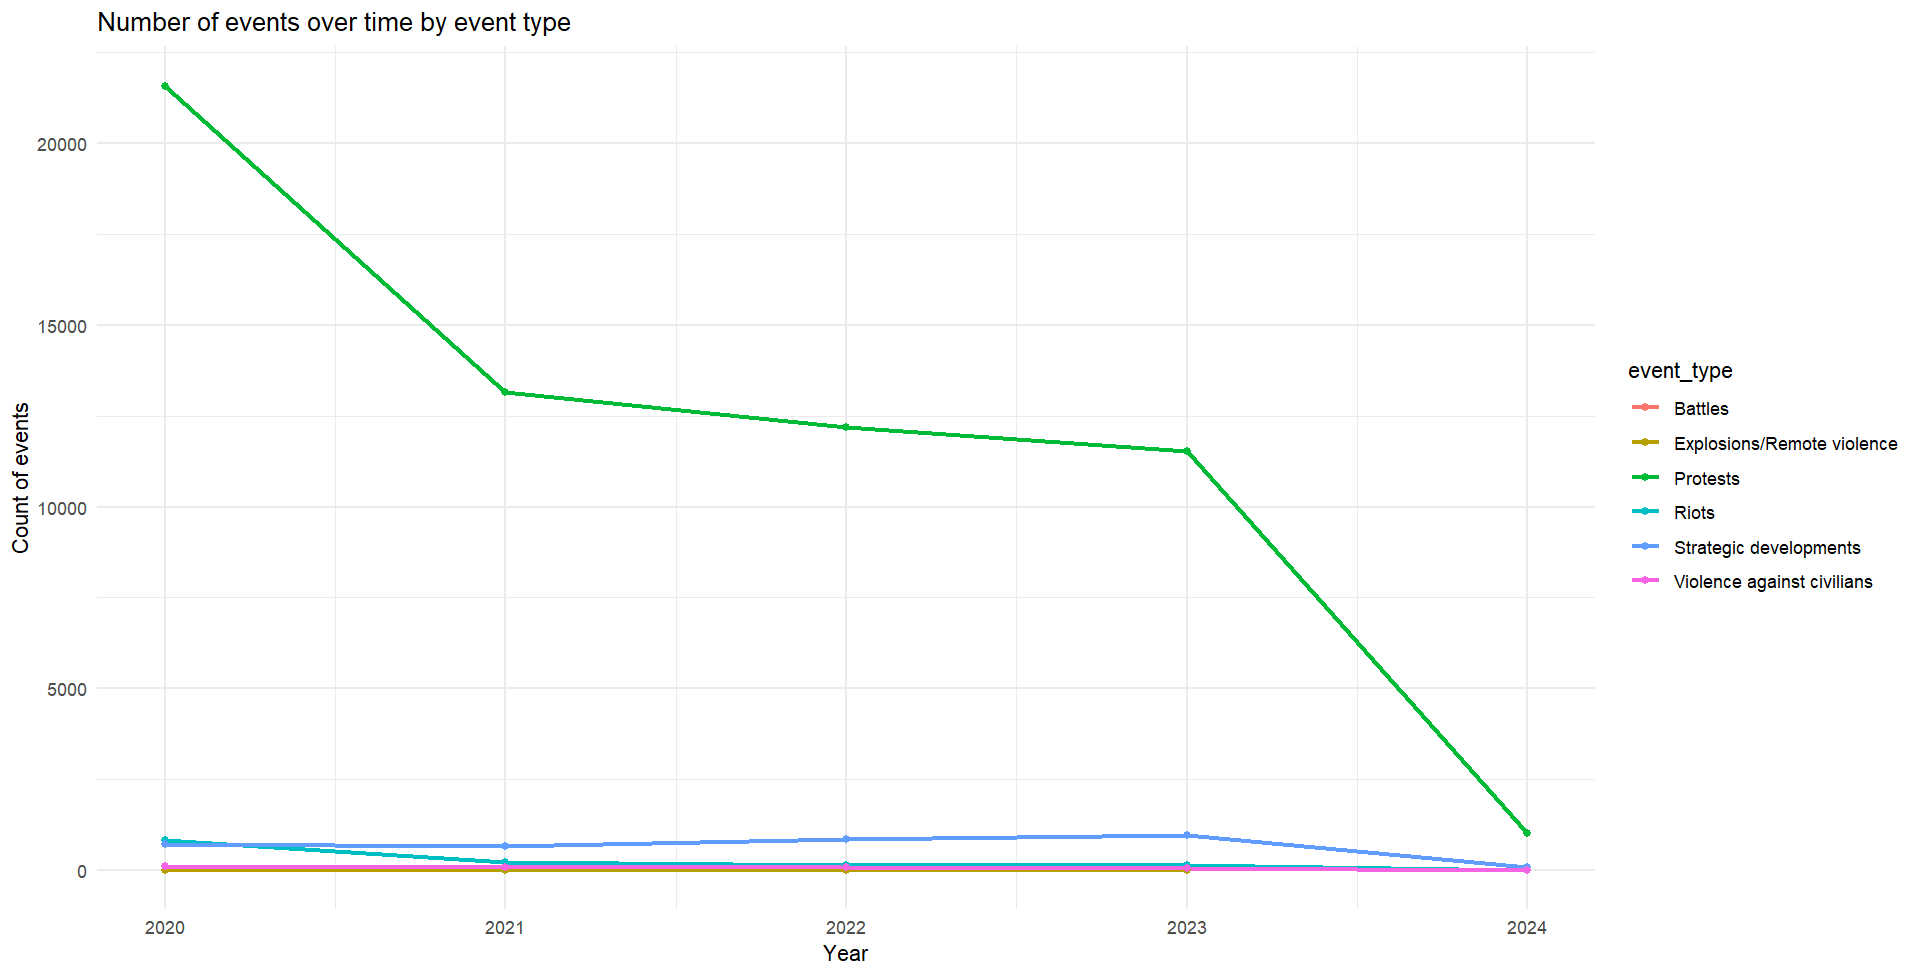 Number of events over time by event type
Count of events
20000
15000
10000
5000
0
2020 2021 2022 2023 2024
Year
event_type
Battles
Explosions/Remote violence
Protests
Riots
Strategic developments
Violence against civilians